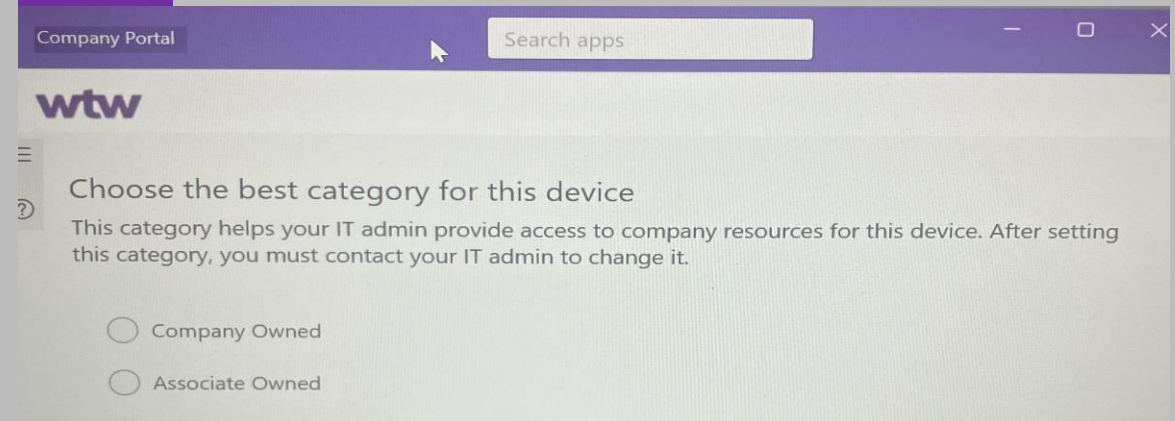 Company Portal
Search apps
wtw
Choose the best category for this device
This category helps your IT admin provide access to company resources for this device. After setting
this category, you must contact your IT admin to change it.
Company Owned
Associate Owned